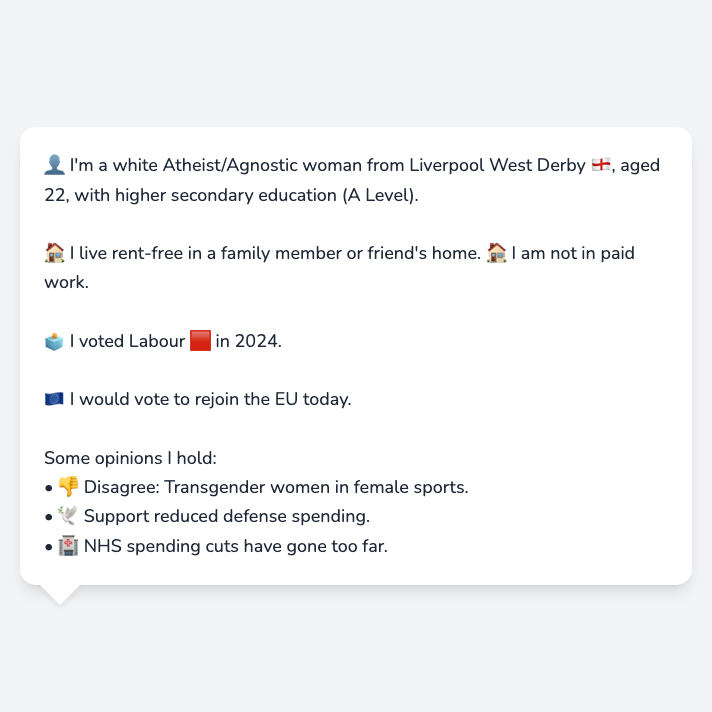 👤 I'm a white Atheist/Agnostic woman from Liverpool West Derby 🏴󠁧󠁢󠁥󠁮󠁧󠁿, aged
22, with higher secondary education (A Level).
🏠 I live rent-free in a family member or friend's home. 🏠 I am not in paid
work.
🗳️ I voted Labour 🟥 in 2024.
🇪🇺 I would vote to rejoin the EU today.
Some opinions I hold:
• 👎 Disagree: Transgender women in female sports.
• 🕊️ Support reduced defense spending.
• 🏥 NHS spending cuts have gone too far.